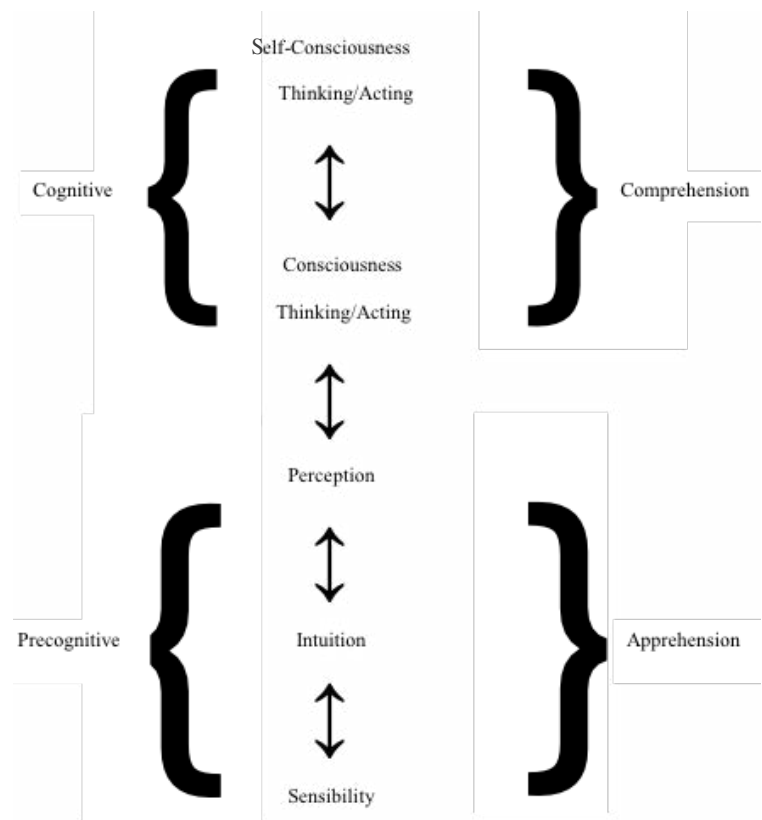 Self-Consciousness
Thinking/Acting
Cognitive
Comprehension
Consciousness
Thinking/Acting
Perception
Precognitive
Intuition
Apprehension
Sensibility